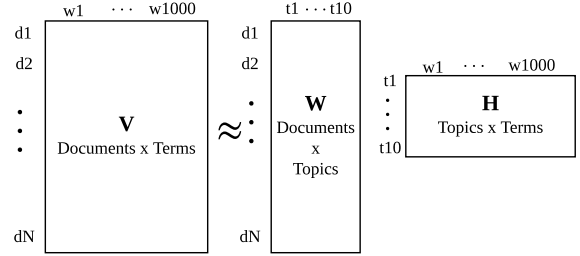 w1 · · · w1000
d1
d2
V
Documents x Terms
dN
≈
t1 · · · t10
d1
d2
W
Documents
x
Topics
dN
w1 · · · w1000
t1
H
Topics x Terms
t10